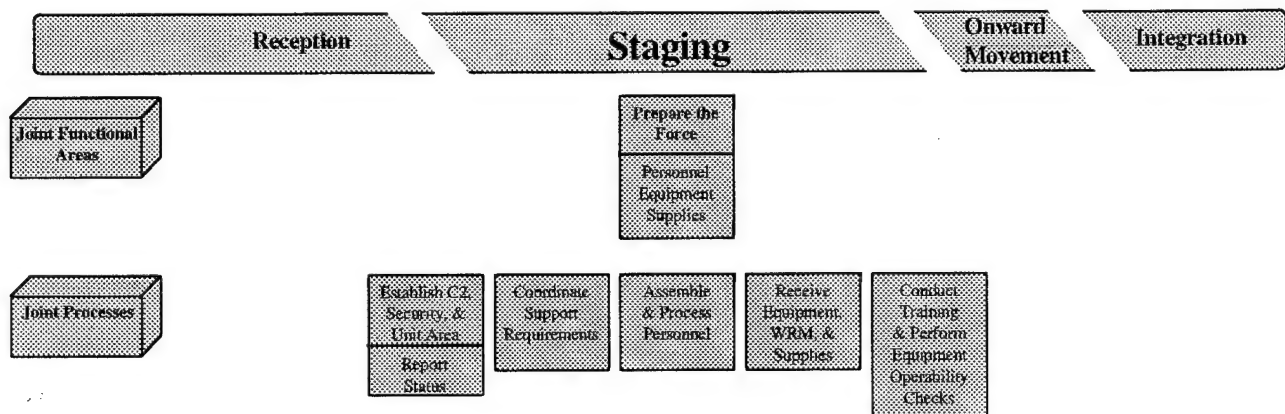 Reception
Staging
Onward
Movement
Integration
Joint Functional
Areas
Prepare the
Force
Personnel
Equipment
Supplies
Joint Processes
Establish C2,
Security, &
Unit Area
Report
Status
Coordinate
Support
Requirements
Assemble
& Process
Personnel
Receive
Equipment,
WRM, &
Supplies
Conduct
Training
& Perform
Equipment
Operability
Checks